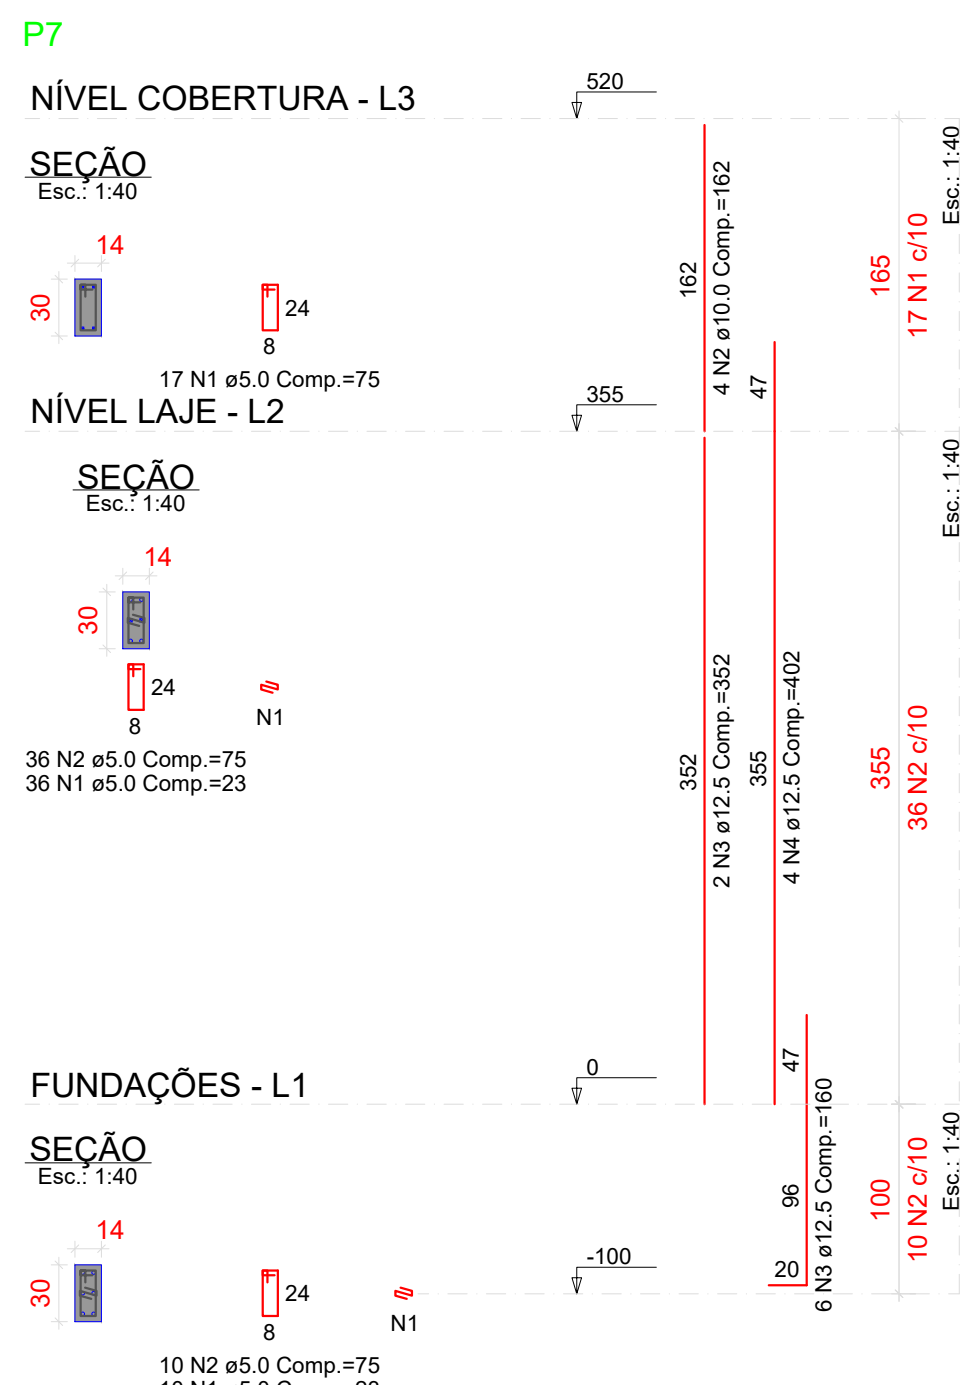 P7
NÍVEL COBERTURA - L3
520
SEÇÃO
Esc.: 1:40
14
30
24
8
17 N1 ø5.0 Comp.=75
162
4 N2 ø10.0 Comp.=162
47
165
17 N1 c/10
Esc.: 1:40
NÍVEL LAJE - L2
355
SEÇÃO
Esc.: 1:40
14
30
24
8
N1
36 N2 ø5.0 Comp.=75
36 N1 ø5.0 Comp.=23
352
2 N3 ø12.5 Comp.=352
355
4 N4 ø12.5 Comp.=402
355
36 N2 c/10
Esc.: 1:40
FUNDAÇÕES - L1
0
47
SEÇÃO
Esc.: 1:40
14
30
24
8
N1
-100
96
20
6 N3 ø12.5 Comp.=160
100
10 N2 c/10
Esc.: 1:40
10 N2 ø5.0 Comp.=75